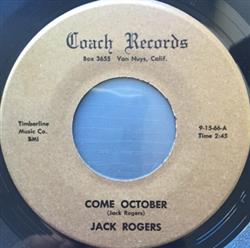 Coach Records
Box 3655 Van Nuys, Calif.
Timberline
Music Co.
BMI
9-15-66-A
Time 2:45
COME OCTOBER
(Jack Rogers)
JACK ROGERS